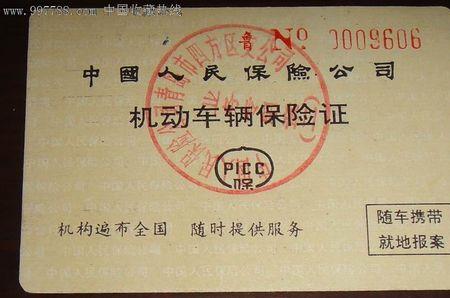 www.997788.com 中国收藏热线
鲁 № 0009606
中國人民保險公司
机动车辆保险证
PICC
保
机构遍布全国 随时提供服务
随车携带
就地报案